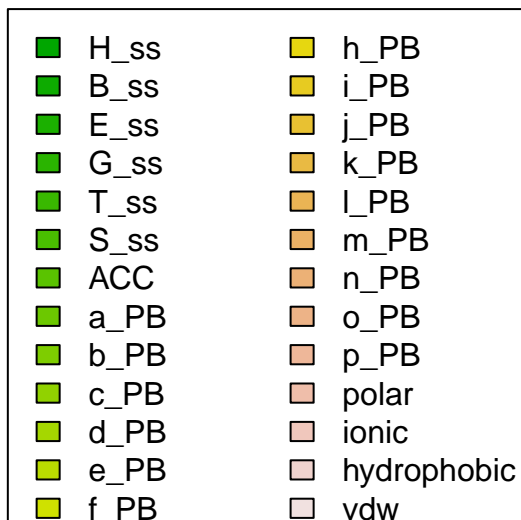 H_ss
B_ss
E_ss
G_ss
T_ss
S_ss
ACC
a_PB
b_PB
c_PB
d_PB
e_PB
f_PB
h_PB
i_PB
j_PB
k_PB
l_PB
m_PB
n_PB
o_PB
p_PB
polar
ionic
hydrophobic
vdw